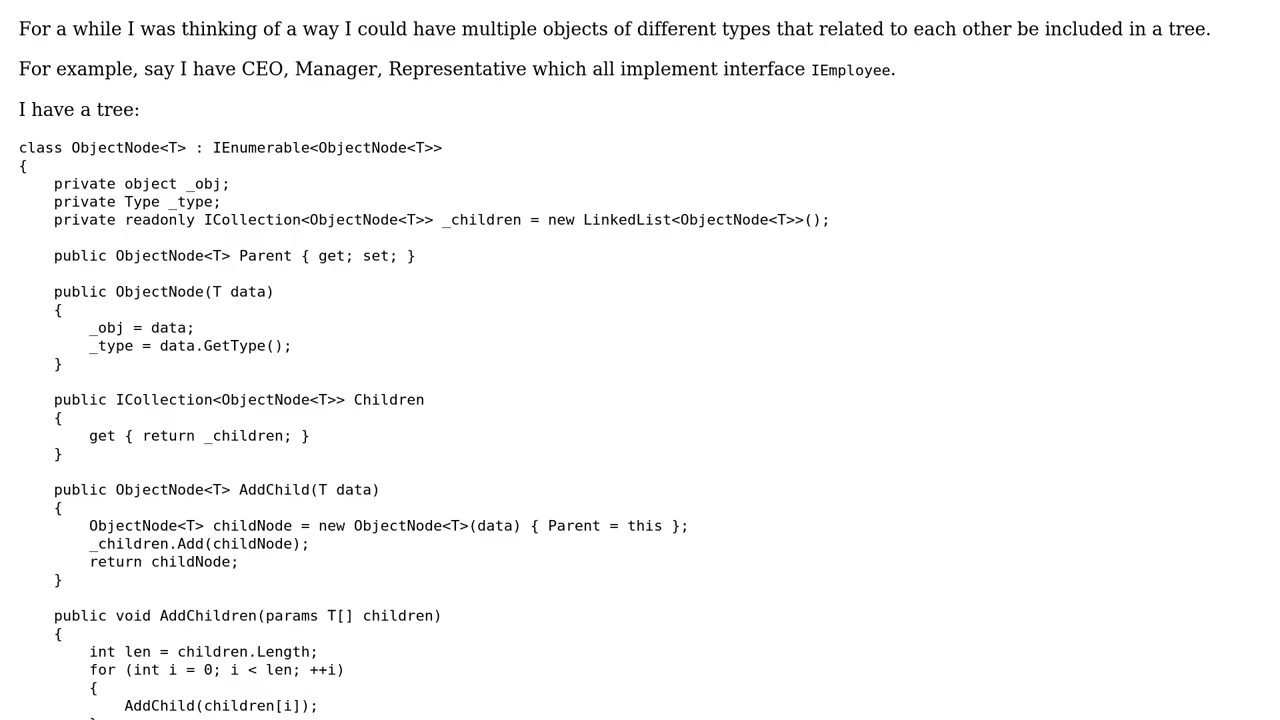 For a while I was thinking of a way I could have multiple objects of different types that related to each other be included in a tree.
For example, say I have CEO, Manager, Representative which all implement interface IEmployee.
I have a tree:
class ObjectNode<T> : IEnumerable<ObjectNode<T>>
{
    private object _obj;
    private Type _type;
    private readonly ICollection<ObjectNode<T>> _children = new LinkedList<ObjectNode<T>>();

    public ObjectNode<T> Parent { get; set; }

    public ObjectNode(T data)
    {
        _obj = data;
        _type = data.GetType();
    }

    public ICollection<ObjectNode<T>> Children
    {
        get { return _children; }
    }

    public ObjectNode<T> AddChild(T data)
    {
        ObjectNode<T> childNode = new ObjectNode<T>(data) { Parent = this };
        _children.Add(childNode);
        return childNode;
    }

    public void AddChildren(params T[] children)
    {
        int len = children.Length;
        for (int i = 0; i < len; ++i)
        {
            AddChild(children[i]);